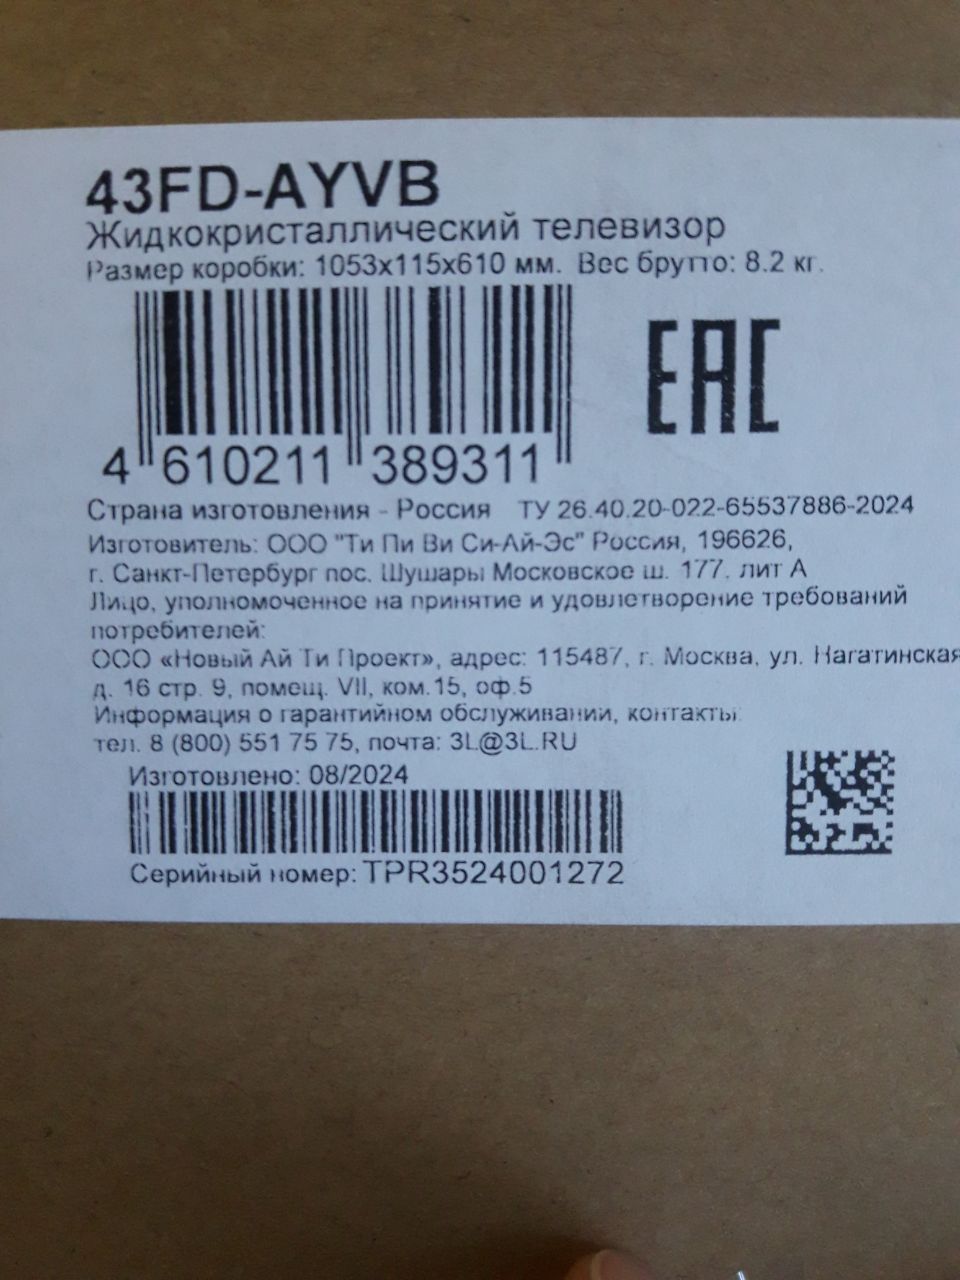 43FD-AYVB
Жидкокристаллический телевизор
Размер коробки: 1053x115x610 мм. Вес брутто: 8.2 кг.
EAC
4 610211 389311
Страна изготовления - Россия ТУ 26.40.20-022-65537886-2024
Изготовитель: ООО "Ти Пи Ви Си-Ай-Эс" Россия, 196626,
г. Санкт-Петербург пос. Шушары Московское ш. 177. лит А
Лицо, уполномоченное на принятие и удовлетворение требований
потребителей:
ООО «Новый Ай Ти Проект», адрес: 115487, г. Москва, ул. Нагатинская
д. 16 стр. 9, помещ. VII, ком.15, оф.5
Информация о гарантийном обслуживании, контакты:
тел. 8 (800) 551 75 75, почта: 3L@3L.RU
Изготовлено: 08/2024
Серийный номер: TPR3524001272